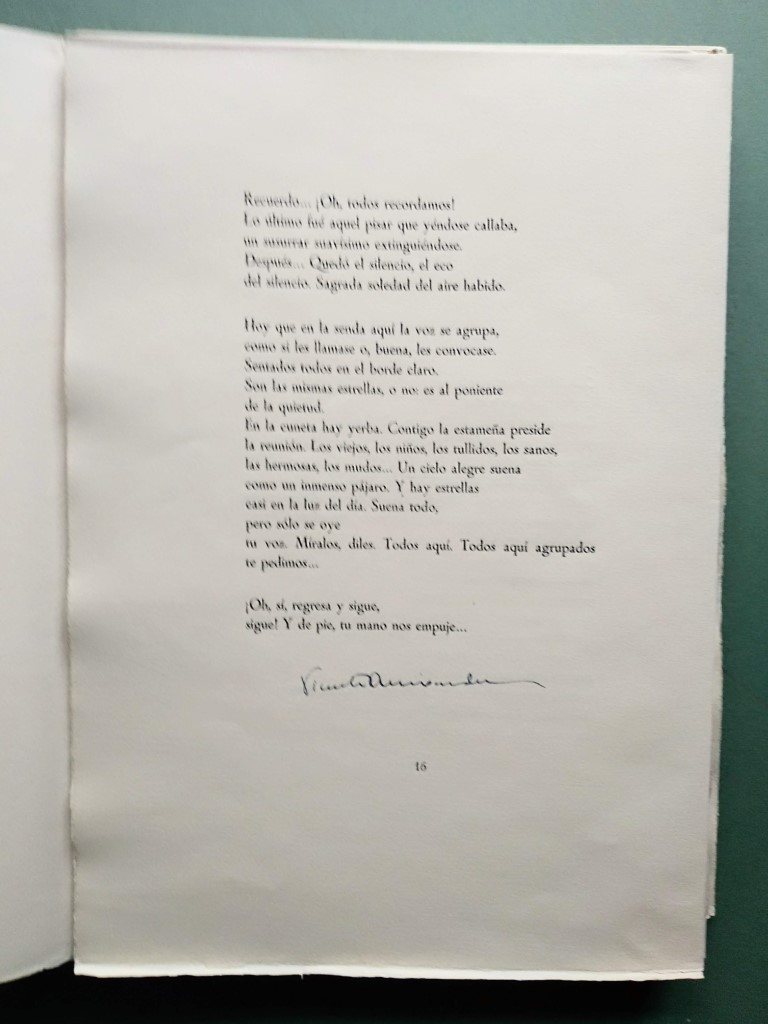 Recuerdo... ¡Oh, todos recordamos!
Lo último fué aquel pisar que yéndose callaba,
un susurrar suavísimo extinguiéndose.
Después... Quedó el silencio, el eco
del silencio. Sagrada soledad del aire habido.
Hoy que en la senda aquí la voz se agrupa,
como si les llamase o, buena, les convocase.
Sentados todos en el borde claro.
Son las mismas estrellas, o no: es al poniente
de la quietud.
En la cuneta hay yerba. Contigo la estameña preside
la reunión. Los viejos, los niños, los tullidos, los sanos,
las hermosas, los mudos... Un cielo alegre suena
como un inmenso pájaro. Y hay estrellas
casi en la luz del día. Suena todo,
pero sólo se oye
tu voz. Míralos, diles. Todos aquí. Todos aquí agrupados
te pedimos...
¡Oh, sí, regresa y sigue,
sigue! Y de pie, tu mano nos empuje...
Vicente Aleixandre
16